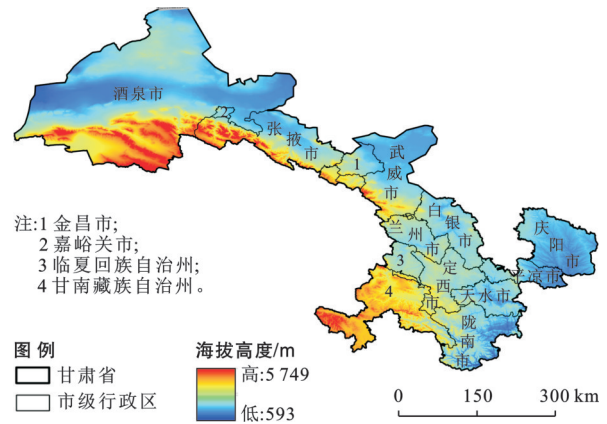 酒泉市
张掖市
1
武威市
白银市
兰州市
3
定西市
4
庆阳市
平凉市
天水市
陇南市
注:1 金昌市;
2 嘉峪关市;
3 临夏回族自治州;
4 甘南藏族自治州。
图例
甘肃省
市级行政区
海拔高度/m
高:5 749
低:593
0 150 300 km